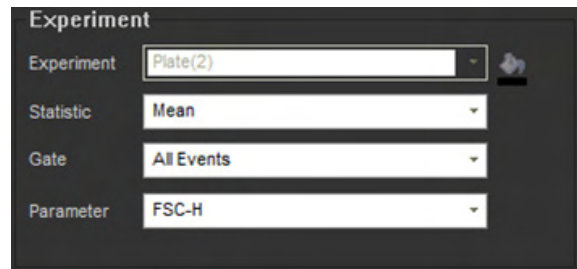 Experiment
Experiment Plate(2)
Statistic Mean
Gate All Events
Parameter FSC-H